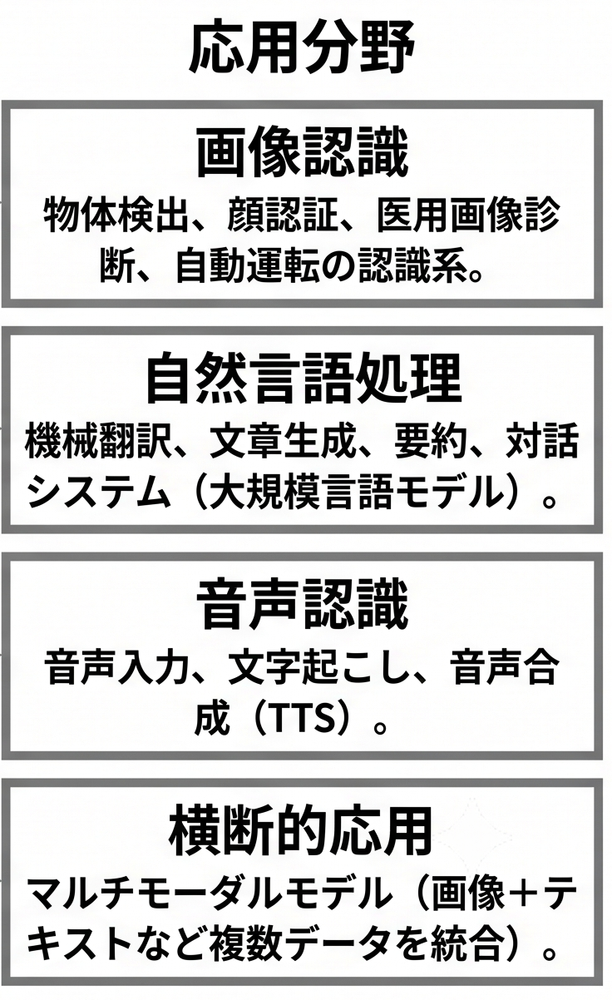 応用分野
画像認識
物体検出、顔認証、医用画像診
断、自動運転の認識系。
自然言語処理
機械翻訳、文章生成、要約、対話
システム（大規模言語モデル）。
音声認識
音声入力、文字起こし、音声合
成（TTS）。
横断的応用
マルチモーダルモデル（画像＋テ
キストなど複数データを統合）。